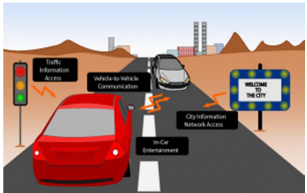 Traffic
Information
Access
Vehicle-to-Vehicle
Communication
WELCOME
TO
THE CITY
City Information
Network Access
In-Car
Entertainment